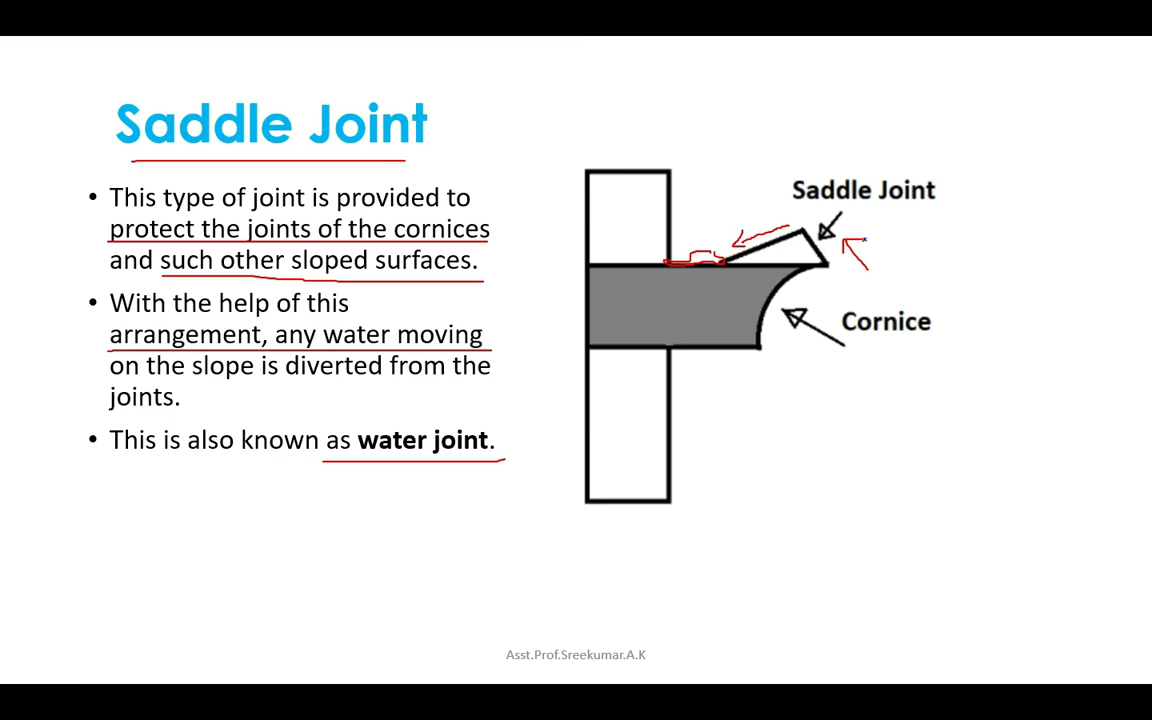 Saddle Joint
• This type of joint is provided to
protect the joints of the cornices
and such other sloped surfaces.
• With the help of this
arrangement, any water moving
on the slope is diverted from the
joints.
• This is also known as water joint.
Saddle Joint
Cornice
Asst.Prof.Sreekumar.A.K